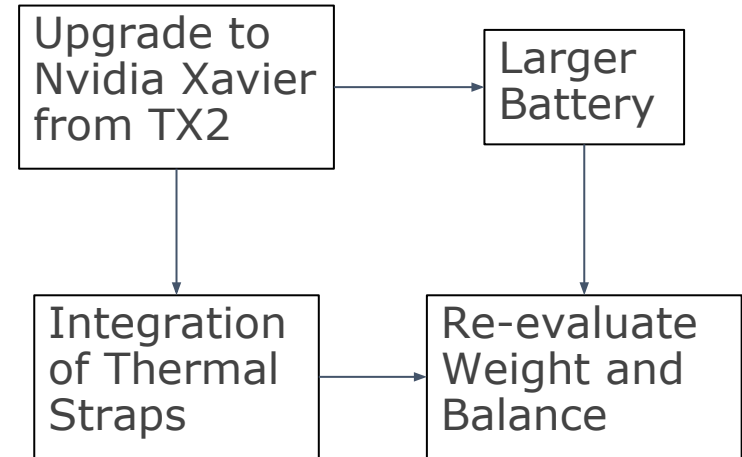 Upgrade to
Nvidia Xavier
from TX2
Larger
Battery
Integration
of Thermal
Straps
Re-evaluate
Weight and
Balance